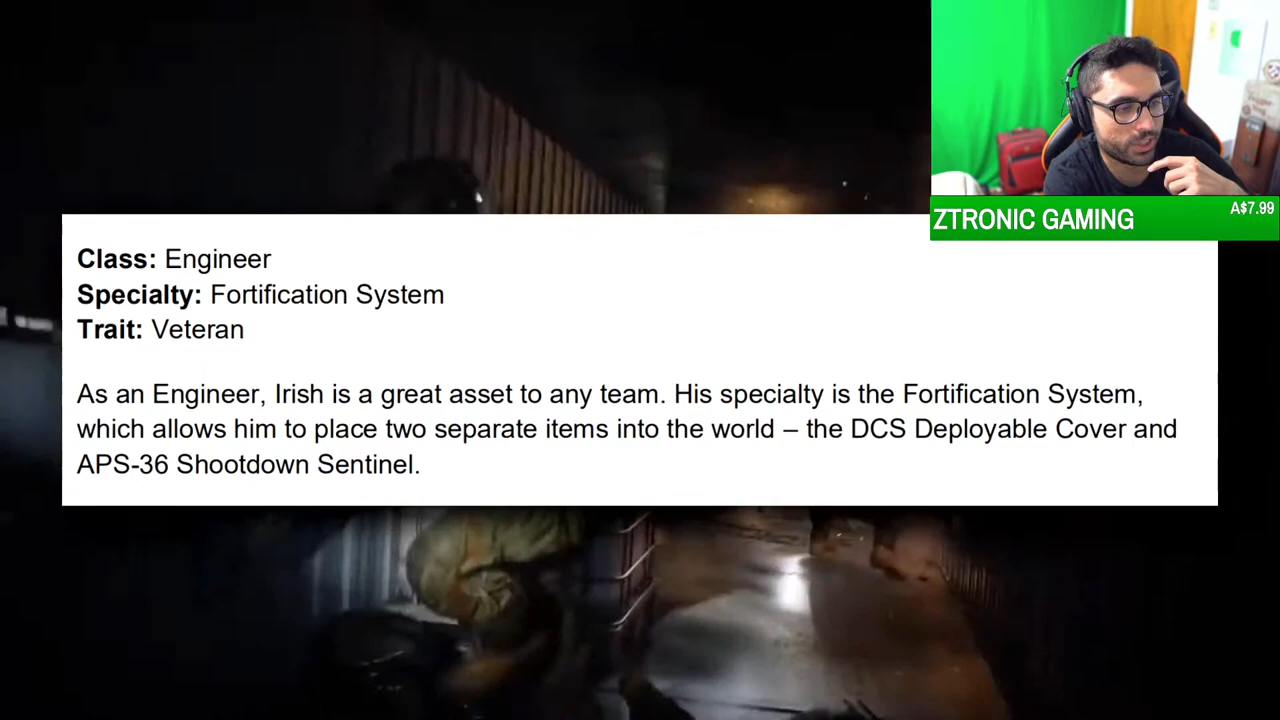 A$7.99
ZTRONIC GAMING
Class: Engineer
Specialty: Fortification System
Trait: Veteran
As an Engineer, Irish is a great asset to any team. His specialty is the Fortification System,
which allows him to place two separate items into the world – the DCS Deployable Cover and
APS-36 Shootdown Sentinel.